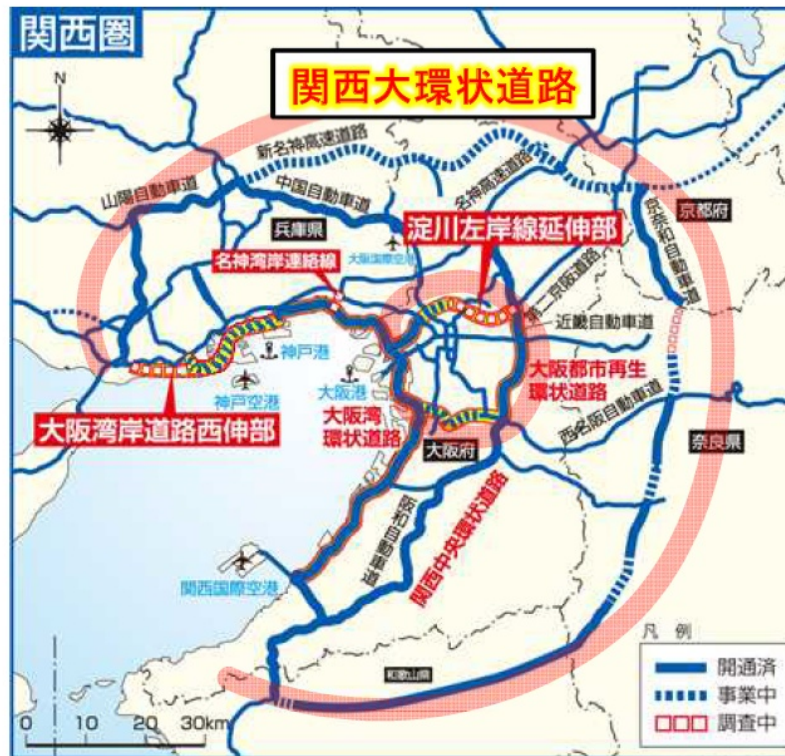 関西圏
関西大環状道路
N
新名神高速道路
名神高速道路
山陽自動車道
中国自動車道
京都府
京奈和自動車道
兵庫県
淀川左岸線延伸部
大阪国際空港
名神湾岸連絡線
第二京阪道路
近畿自動車道
神戸港
大阪港
神戸空港
大阪都市再生
環状道路
大阪湾岸道路西伸部
大阪湾
環状道路
西名阪自動車道
大阪府
奈良県
阪和自動車道
関西中央環状道路
関西国際空港
和歌山県
凡 例
開通済
事業中
調査中
0 10 20 30km